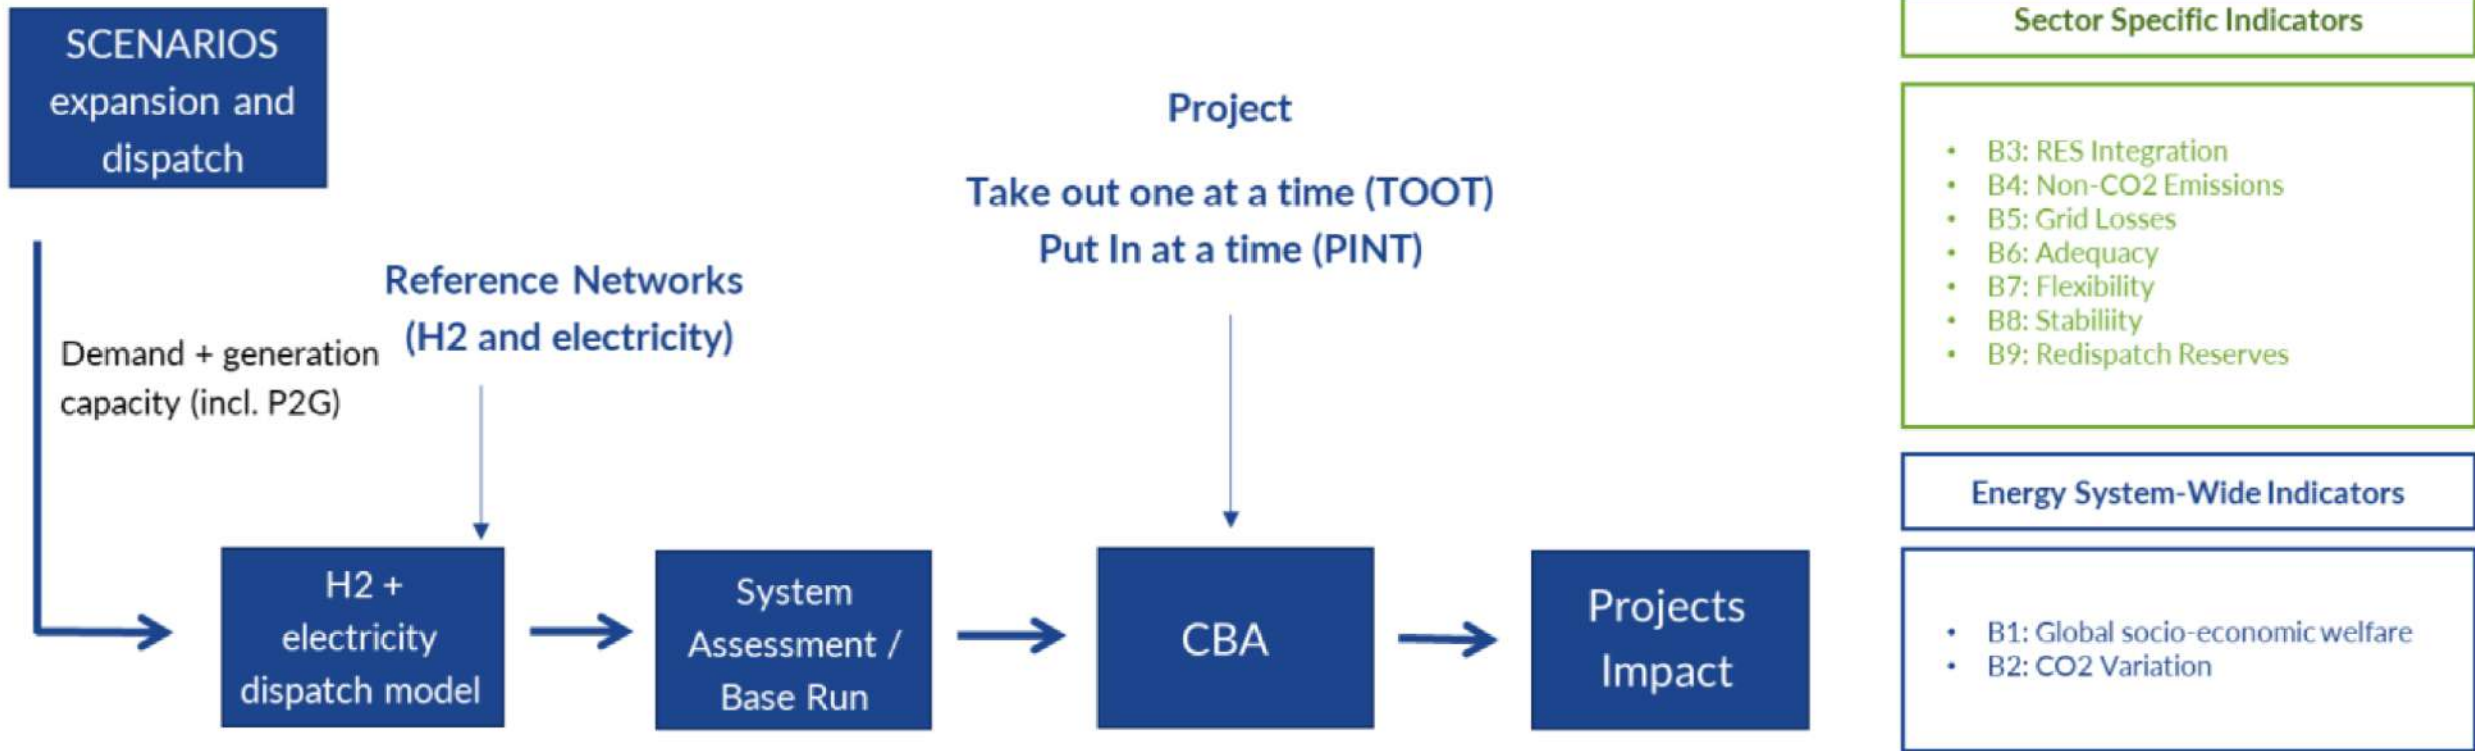 SCENARIOS
expansion and
dispatch
Demand + generation
capacity (incl. P2G)
Reference Networks
(H2 and electricity)
Project
Take out one at a time (TOOT)
Put In at a time (PINT)
H2 +
electricity
dispatch model
System
Assessment /
Base Run
CBA
Projects
Impact
Sector Specific Indicators
• B3: RES Integration
• B4: Non-CO2 Emissions
• B5: Grid Losses
• B6: Adequacy
• B7: Flexibility
• B8: Stabiliity
• B9: Redispatch Reserves
Energy System-Wide Indicators
• B1: Global socio-economic welfare
• B2: CO2 Variation